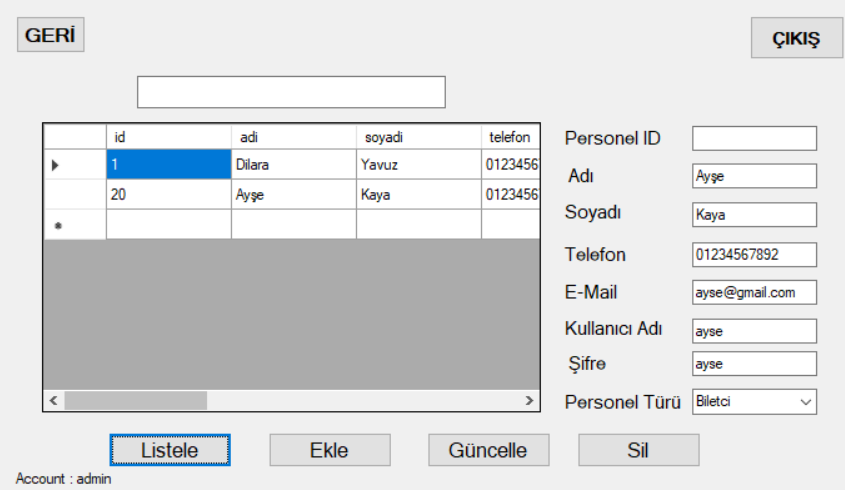 GERİ
ÇIKIŞ
id adi soyadi telefon
1 Dilara Yavuz 0123456
20 Ayşe Kaya 0123456
Personel ID
Adı Ayşe
Soyadı Kaya
Telefon 01234567892
E-Mail ayse@gmail.com
Kullanıcı Adı ayse
Şifre ayse
Personel Türü Biletci
Listele Ekle Güncelle Sil
Account : admin